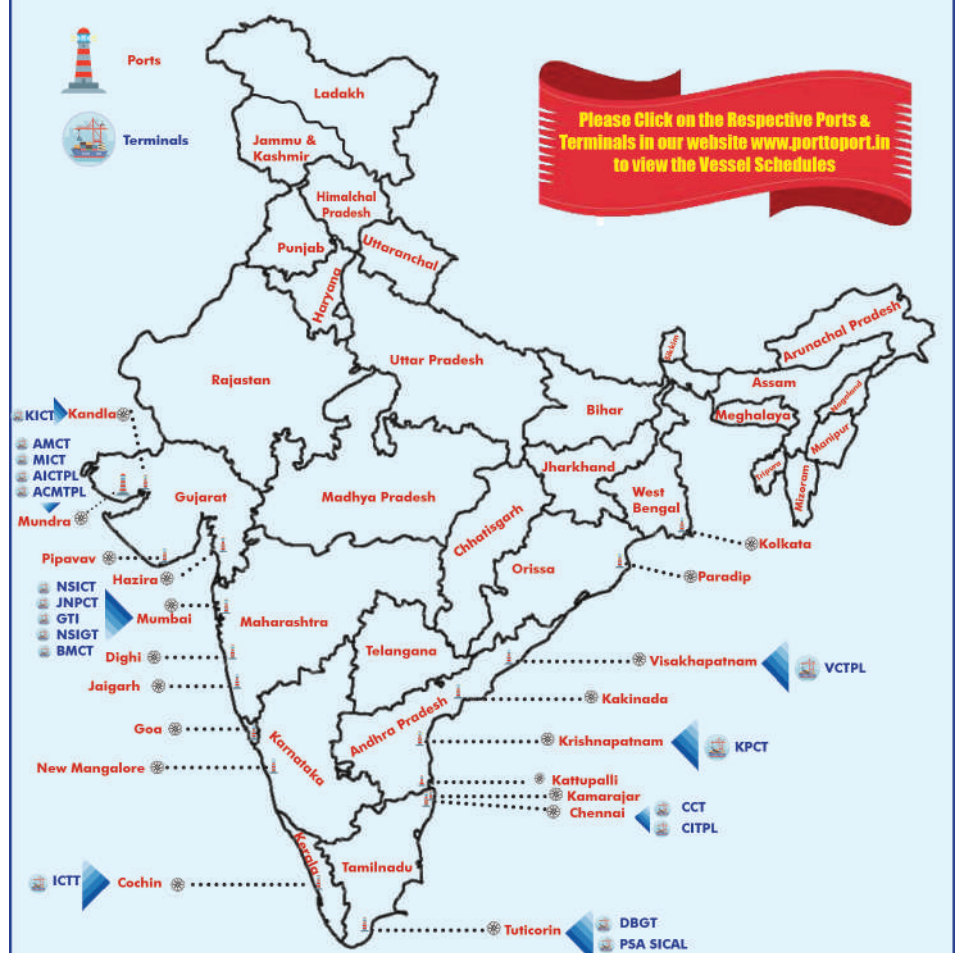 Ports
Terminals
Please Click on the Respective Ports &
Terminals in our website www.porttoport.in
to view the Vessel Schedules
Ladakh
Jammu &
Kashmir
Himalchal
Pradesh
Punjab
Uttaranchal
Haryana
Rajastan
Uttar Pradesh
Sikkim
Arunachal Pradesh
Assam
Nagaland
Meghalaya
Manipur
Tripura
Mizoram
Bihar
Jharkhand
West
Bengal
KICT
Kandla
AMCT
MICT
AICTPL
ACMTPL
Mundra
Gujarat
Madhya Pradesh
Chhatisgarh
Orissa
Kolkata
Paradip
Pipavav
Hazira
NSICT
JNPCT
GTI
NSIGT
BMCT
Mumbai
Maharashtra
Telangana
Dighi
Jaigarh
Goa
New Mangalore
Karnataka
Andhra Pradesh
Visakhapatnam
VCTPL
Kakinada
Krishnapatnam
KPCT
Kattupalli
Kamarajar
Chennai
CCT
CITPL
ICTT
Cochin
Kerala
Tamilnadu
Tuticorin
DBGT
PSA SICAL